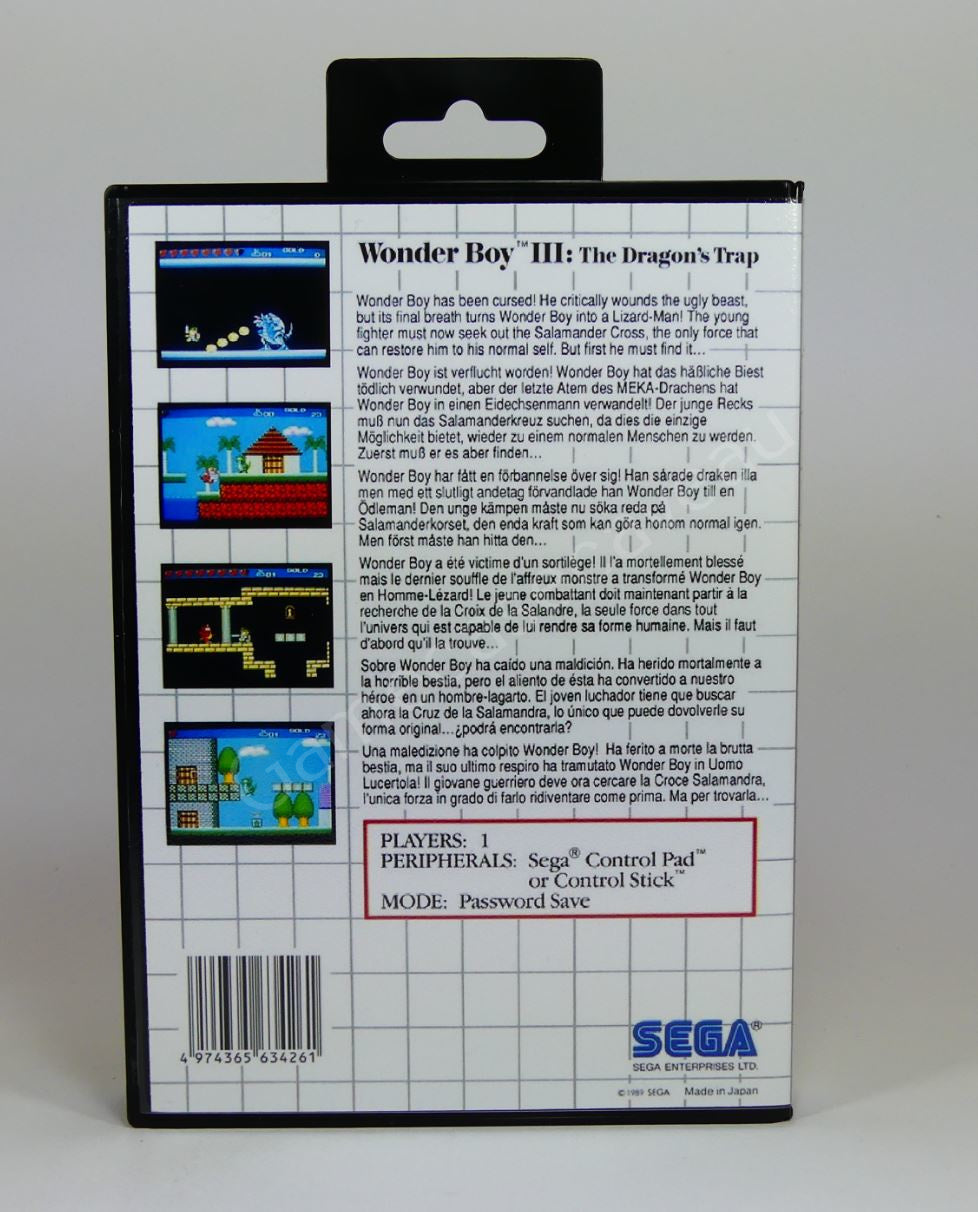 Wonder Boy™ III: The Dragon's Trap
Wonder Boy has been cursed! He critically wounds the ugly beast,
but its final breath turns Wonder Boy into a Lizard-Man! The young
fighter must now seek out the Salamander Cross, the only force that
can restore him to his normal self. But first he must find it...
Wonder Boy ist verflucht worden! Wonder Boy hat das häßliche Biest
tödlich verwundet, aber der letzte Atem des MEKA-Drachens hat
Wonder Boy in einen Eidechsenmann verwandelt! Der junge Recks
muß nun das Salamanderkreuz suchen, da dies die einzige
Möglichkeit bietet, wieder zu einem normalen Menschen zu werden.
Zuerst muß er es aber finden...
Wonder Boy har fått en förbannelse över sig! Han sårade draken illa
men med ett slutligt andetag förvandlade han Wonder Boy till en
Ödleman! Den unge kämpen måste nu söka reda på
Salamanderkorset, den enda kraft som kan göra honom normal igen.
Men först måste han hitta den...
Wonder Boy a été victime d'un sortilège! Il l'a mortellement blessé
mais le dernier souffle de l'affreux monstre a transformé Wonder Boy
en Homme-Lézard! Le jeune combattant doit maintenant partir à la
recherche de la Croix de la Salandre, la seule force dans tout
l'univers qui est capable de lui rendre sa forme humaine. Mais il faut
d'abord qu'il la trouve...
Sobre Wonder Boy ha caído una maldición. Ha herido mortalmente a
la horrible bestia, pero el aliento de ésta ha convertido a nuestro
héroe en un hombre-lagarto. El joven luchador tiene que buscar
ahora la Cruz de la Salamandra, lo único que puede dovolverle su
forma original...¿podrá encontrarla?
Una maledizione ha colpito Wonder Boy! Ha ferito a morte la brutta
bestia, ma il suo ultimo respiro ha tramutato Wonder Boy in Uomo
Lucertola! Il giovane guerriero deve ora cercare la Croce Salamandra,
l'unica forza in grado di farlo ridiventare come prima. Ma per trovarla...
PLAYERS: 1
PERIPHERALS: Sega® Control Pad™
or Control Stick™
MODE: Password Save
GOLD 0
GOLD 23
GOLD 23
GOLD 23
4 974365 634261
SEGA®
SEGA ENTERPRISES LTD.
©1989 SEGA Made in Japan